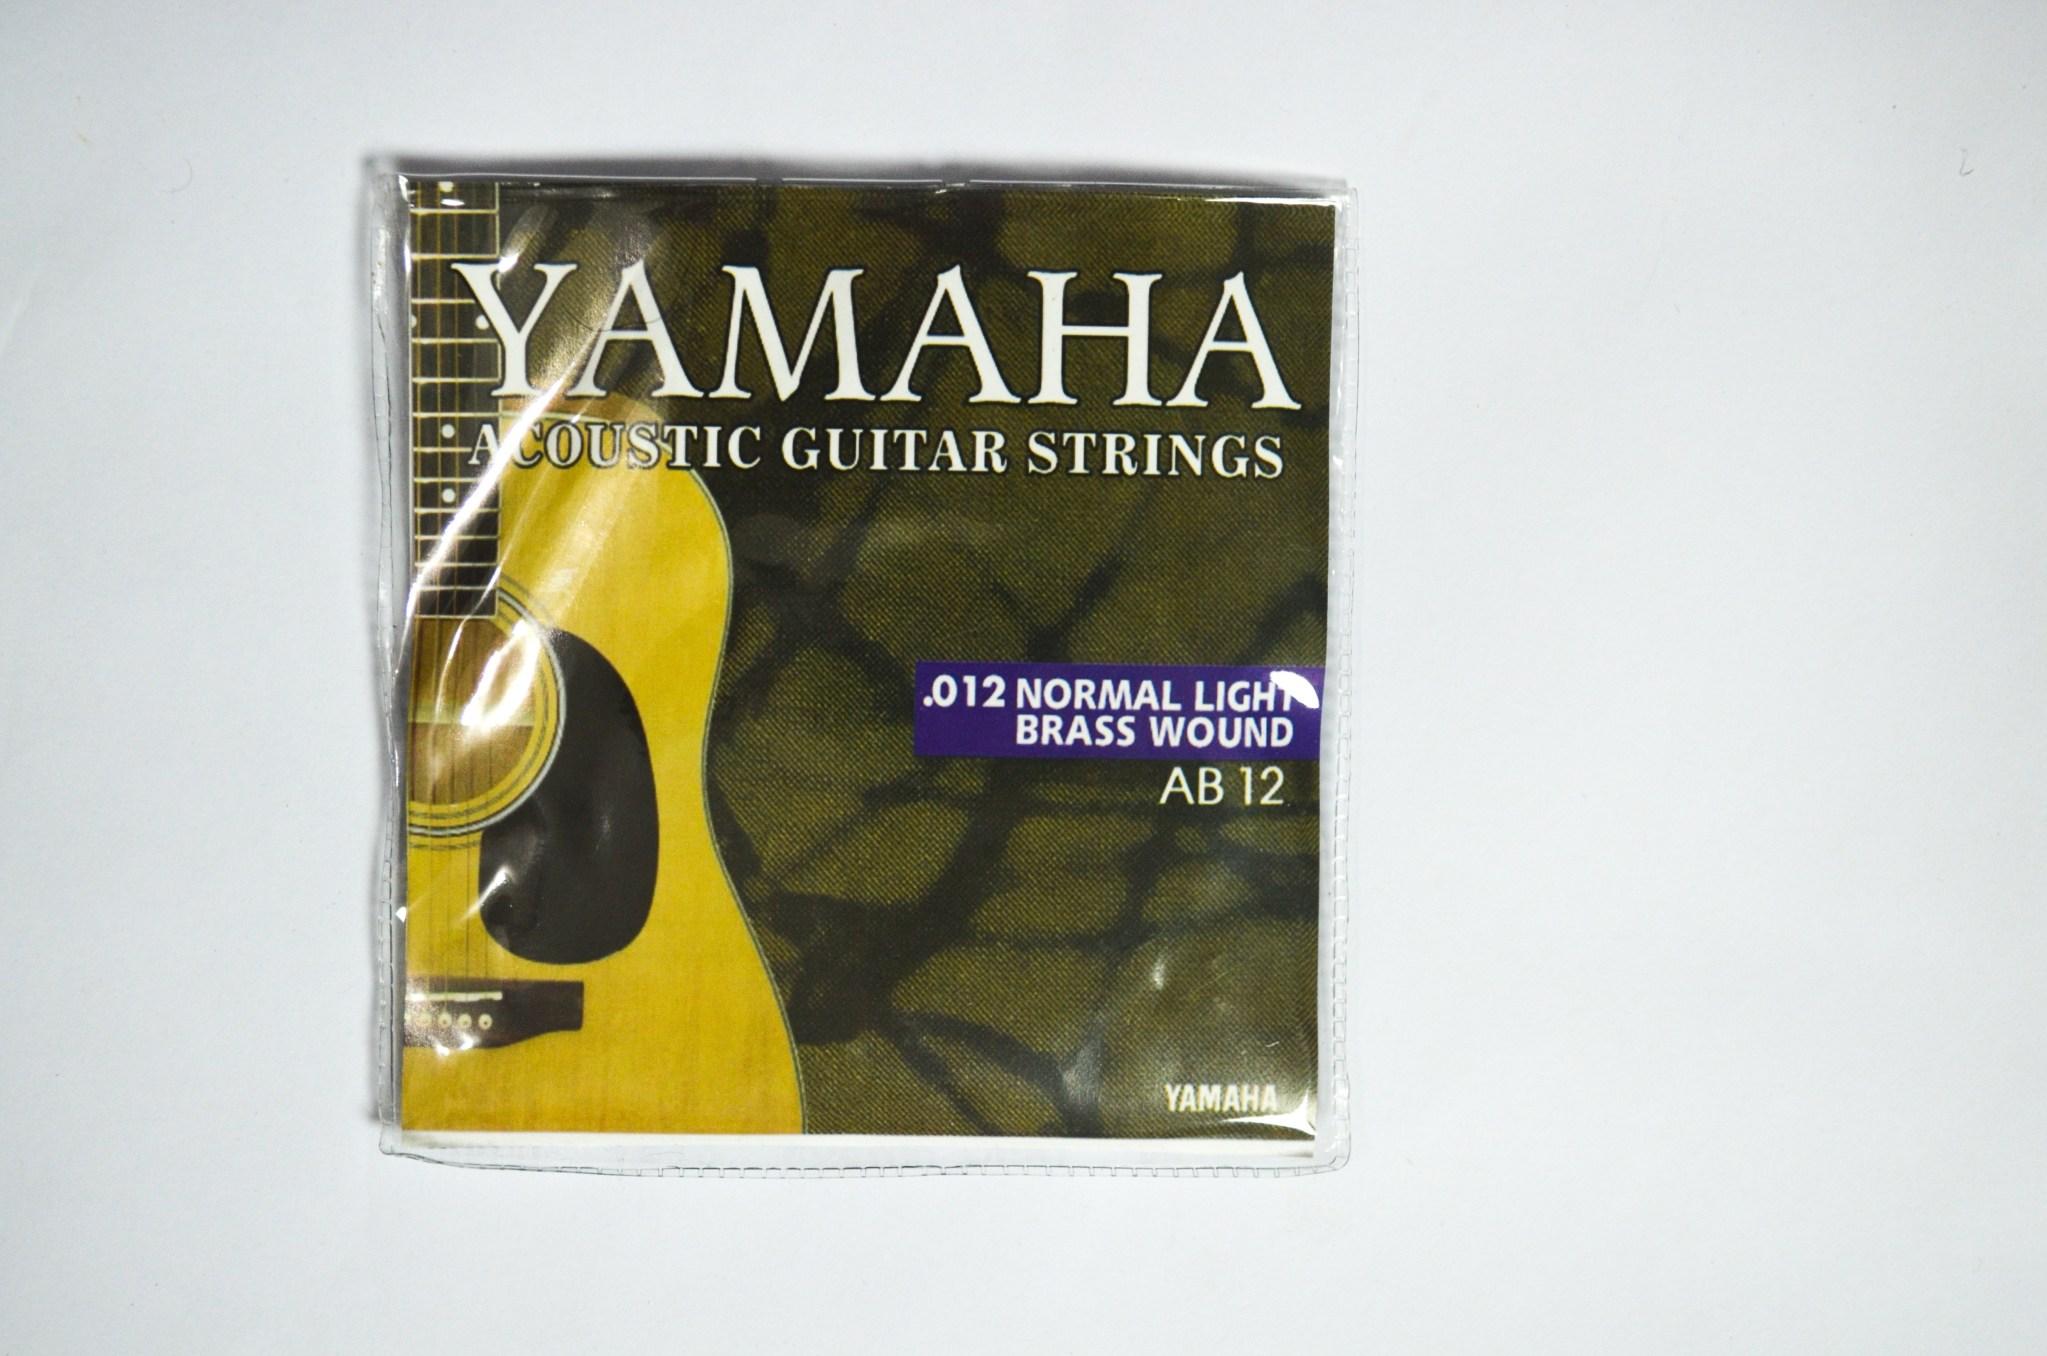 YAMAHA
ACOUSTIC GUITAR STRINGS
.012 NORMAL LIGHT
BRASS WOUND
AB 12
YAMAHA